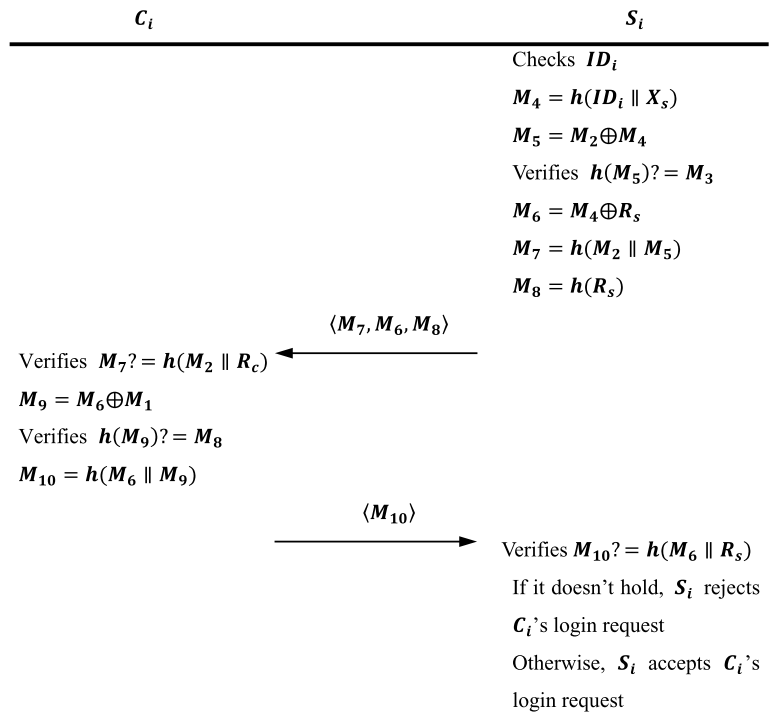 C_i S_i
Checks ID_i
M_4 = h(ID_i ∥ X_s)
M_5 = M_2⊕M_4
Verifies h(M_5)? = M_3
M_6 = M_4⊕R_s
M_7 = h(M_2 ∥ M_5)
M_8 = h(R_s)
⟨M_7, M_6, M_8⟩
Verifies M_7? = h(M_2 ∥ R_c)
M_9 = M_6⊕M_1
Verifies h(M_9)? = M_8
M_10 = h(M_6 ∥ M_9)
⟨M_10⟩
Verifies M_10? = h(M_6 ∥ R_s)
If it doesn't hold, S_i rejects
C_i's login request
Otherwise, S_i accepts C_i's
login request